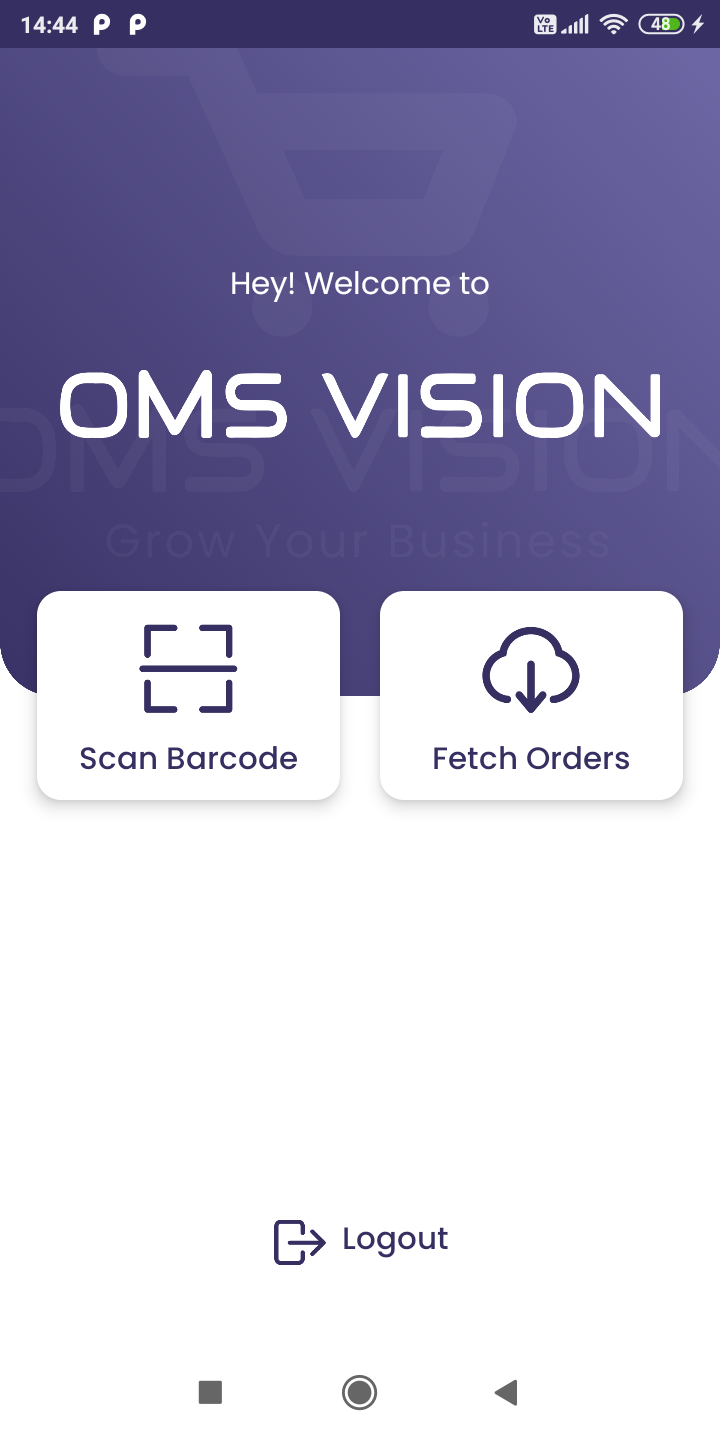 14:44
Vo LTE
48
Hey! Welcome to
OMS VISION
OMS VISION
Grow Your Business
Scan Barcode
Fetch Orders
Logout